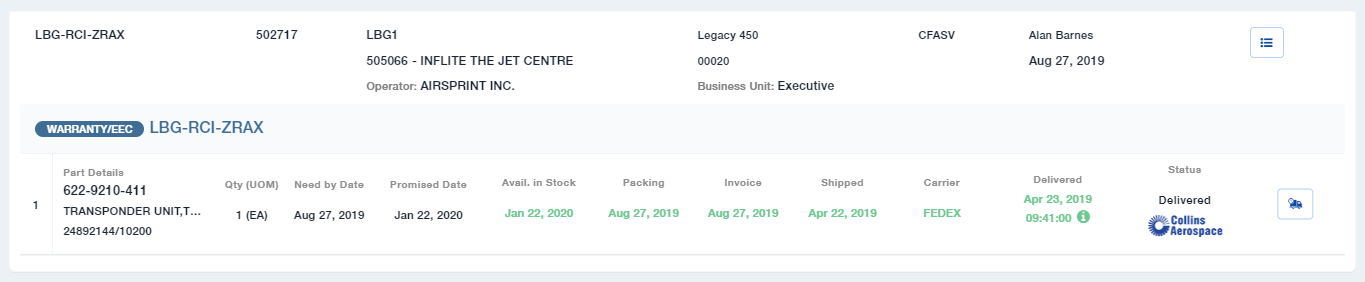 LBG-RCI-ZRAX 502717 LBG1 Legacy 450 CFASV Alan Barnes
505066 - INFLITE THE JET CENTRE 00020 Aug 27, 2019
Operator: AIRSPRINT INC. Business Unit: Executive
WARRANTY/EEC LBG-RCI-ZRAX
Part Details Qty (UOM) Need by Date Promised Date Avail. in Stock Packing Invoice Shipped Carrier Delivered Status
1 622-9210-411 1 (EA) Aug 27, 2019 Jan 22, 2020 Jan 22, 2020 Aug 27, 2019 Aug 27, 2019 Apr 22, 2019 FEDEX Apr 23, 2019 Delivered
TRANSPONDER UNIT,T... 09:41:00 Collins
24892144/10200 Aerospace